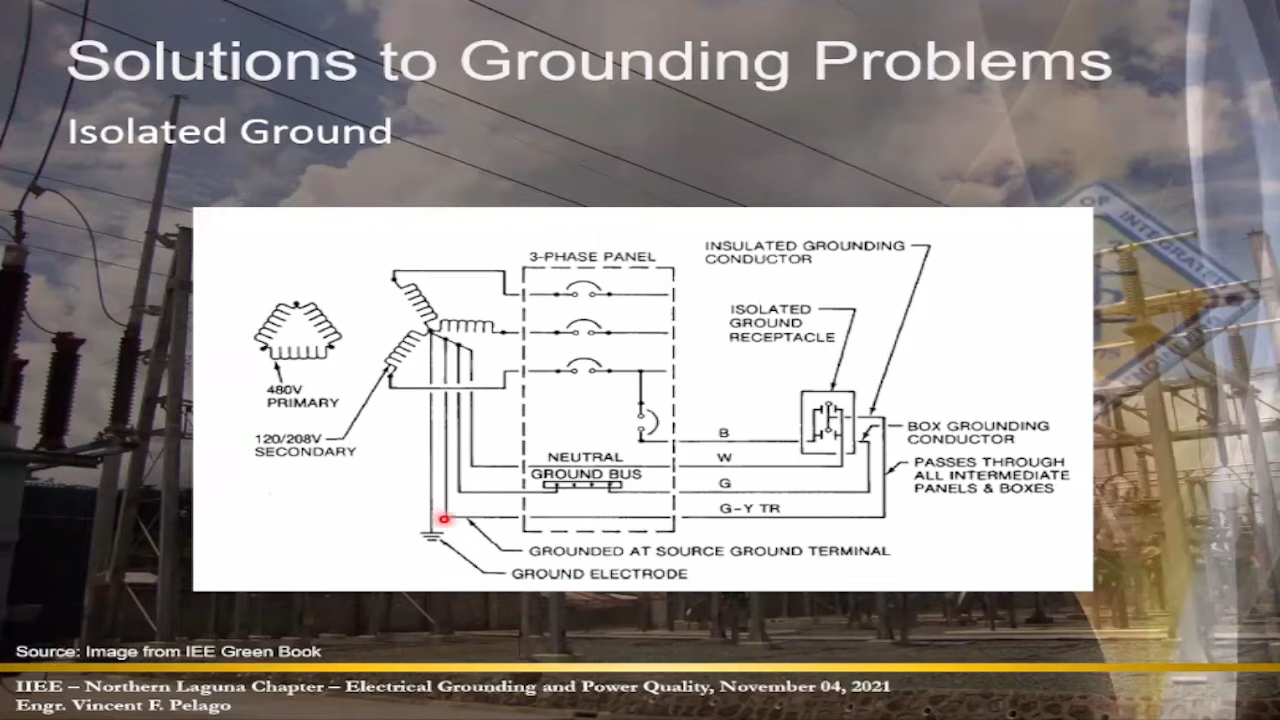 Solutions to Grounding Problems
Isolated Ground
OF INTEGRATED
3-PHASE PANEL
INSULATED GROUNDING
CONDUCTOR
ISOLATED
GROUND
RECEPTACLE
480V
PRIMARY
120/208V
SECONDARY
B
BOX GROUNDING
CONDUCTOR
NEUTRAL
W
PASSES THROUGH
ALL INTERMEDIATE
PANELS & BOXES
GROUND BUS
G
G-Y TR
GROUNDED AT SOURCE GROUND TERMINAL
GROUND ELECTRODE
Source: Image from IEE Green Book
IIEE – Northern Laguna Chapter – Electrical Grounding and Power Quality, November 04, 2021
Engr. Vincent F. Pelago